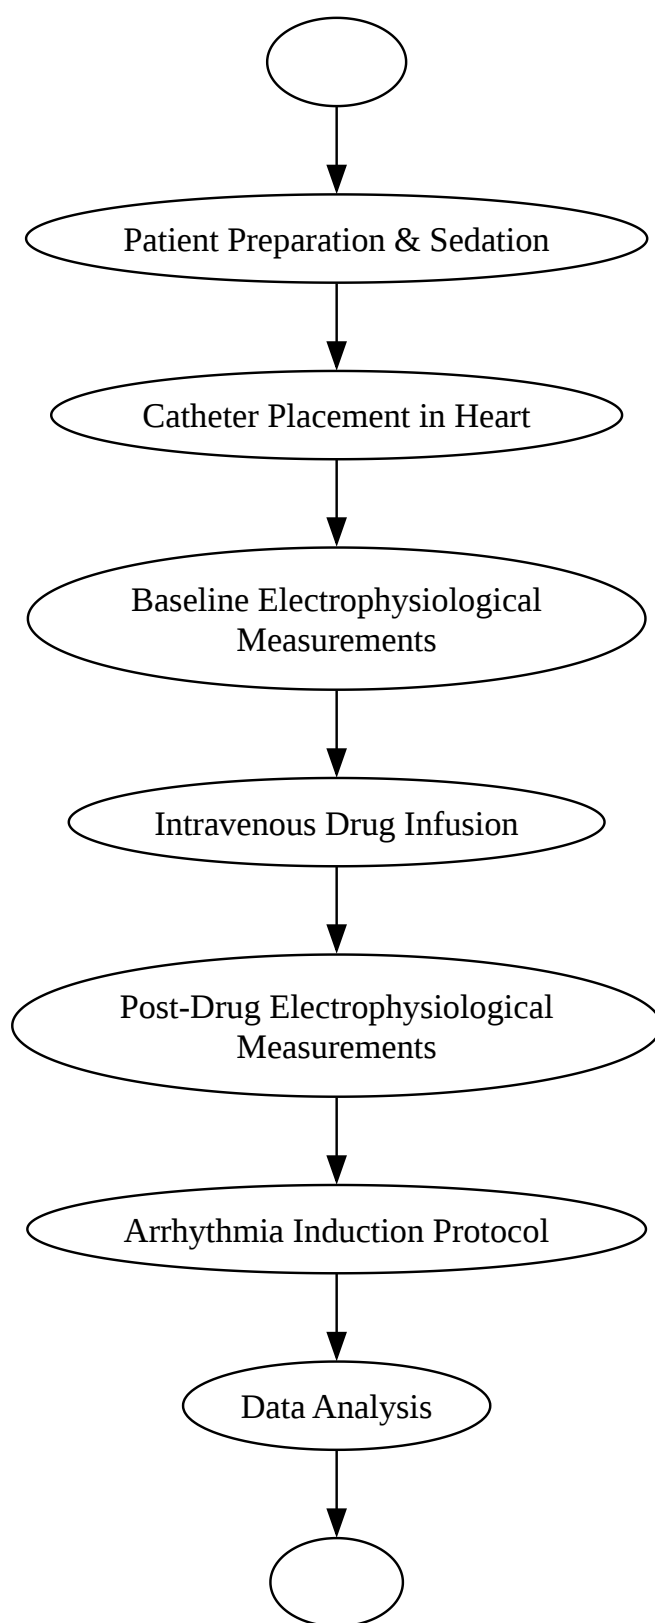 Patient Preparation & Sedation
Catheter Placement in Heart
Baseline Electrophysiological
Measurements
Intravenous Drug Infusion
Post-Drug Electrophysiological
Measurements
Arrhythmia Induction Protocol
Data Analysis